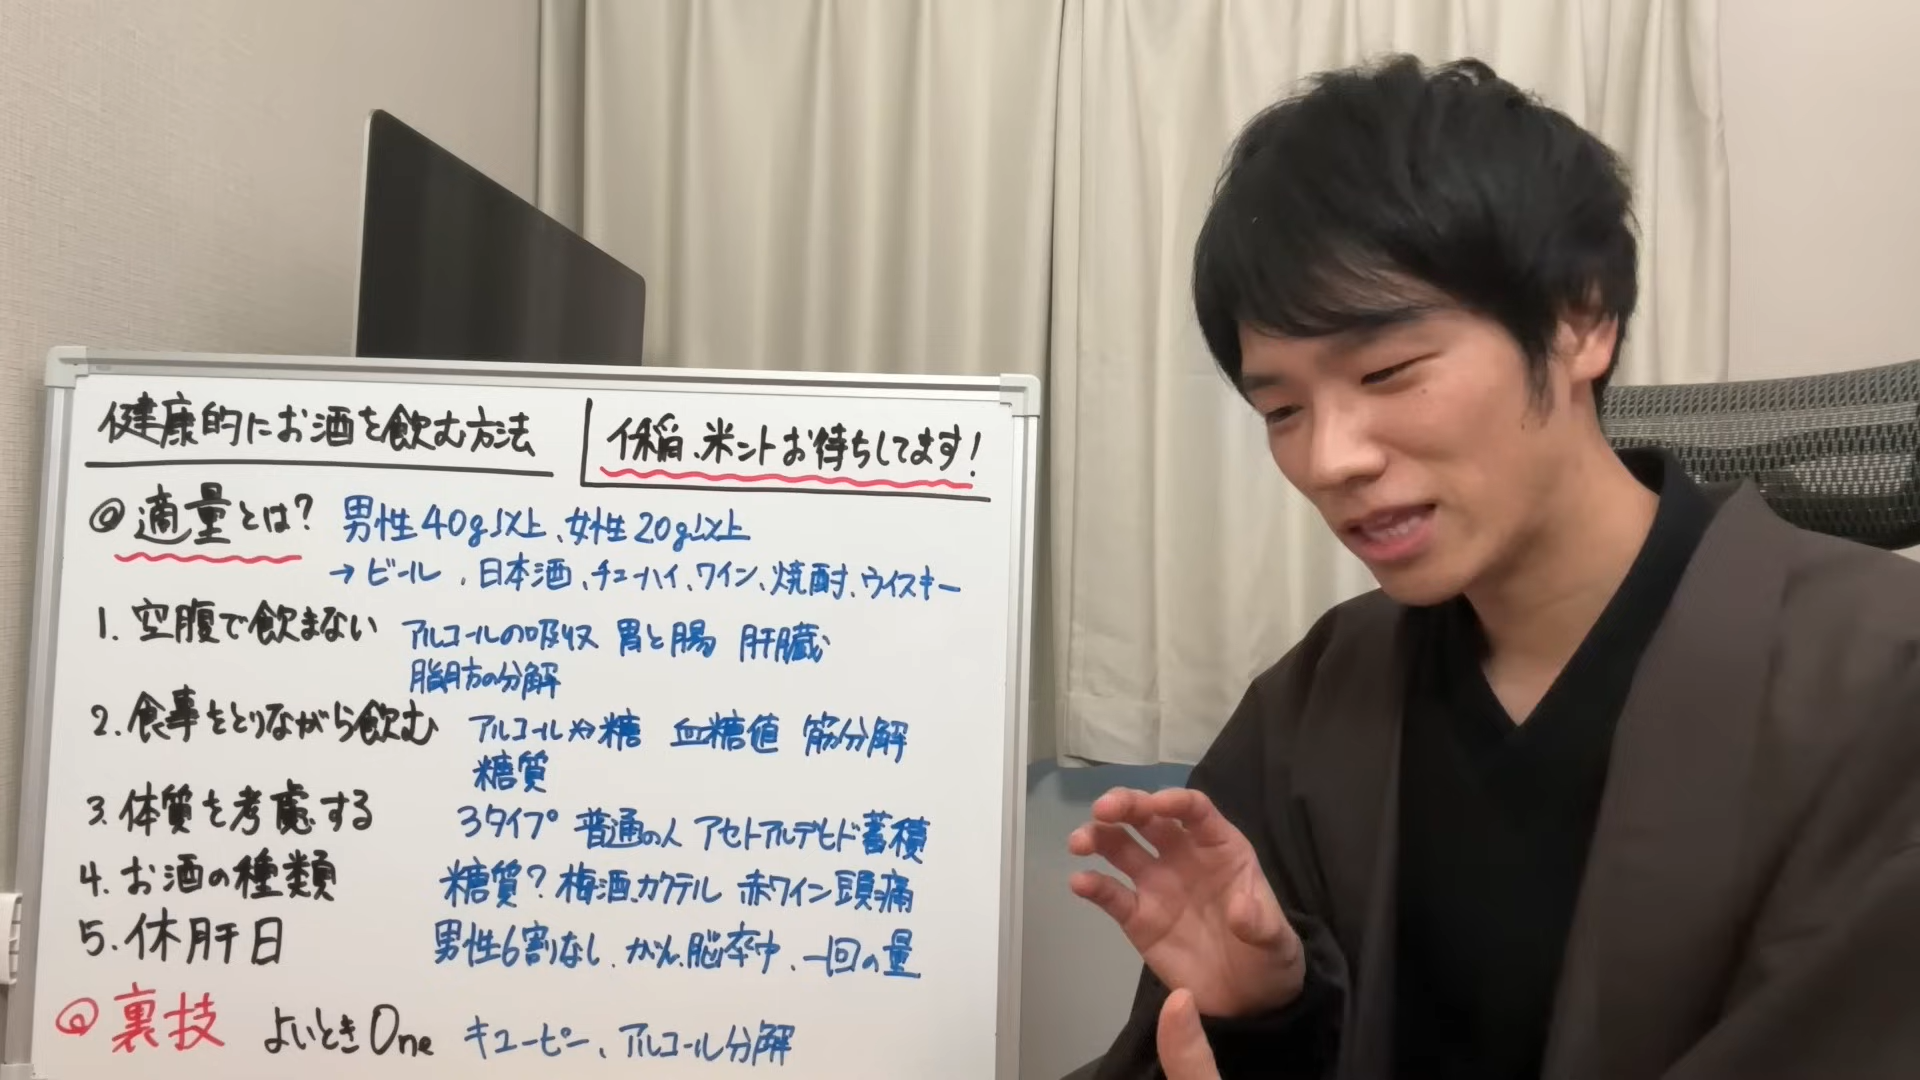 健康的にお酒を飲む方法
米ントお待ちしてます!
◎適量とは? 男性40g以上、女性20g以上
→ビール、日本酒、チューハイ、ワイン、焼酎、ウイスキー
1. 空腹で飲まない アルコールの吸収 胃と腸 肝臓
脂肪の分解
2. 食事をとりながら飲む アルコールや糖 血糖値 筋分解
糖質
3. 体質を考慮する 3タイプ 普通の人 アセトアルデヒド蓄積
4. お酒の種類 糖質? 梅酒、カクテル 赤ワイン頭痛
5. 休肝日 男性6割なし、がん、脳卒中、一回の量
◎裏技 よいときOne キューピー、アルコール分解